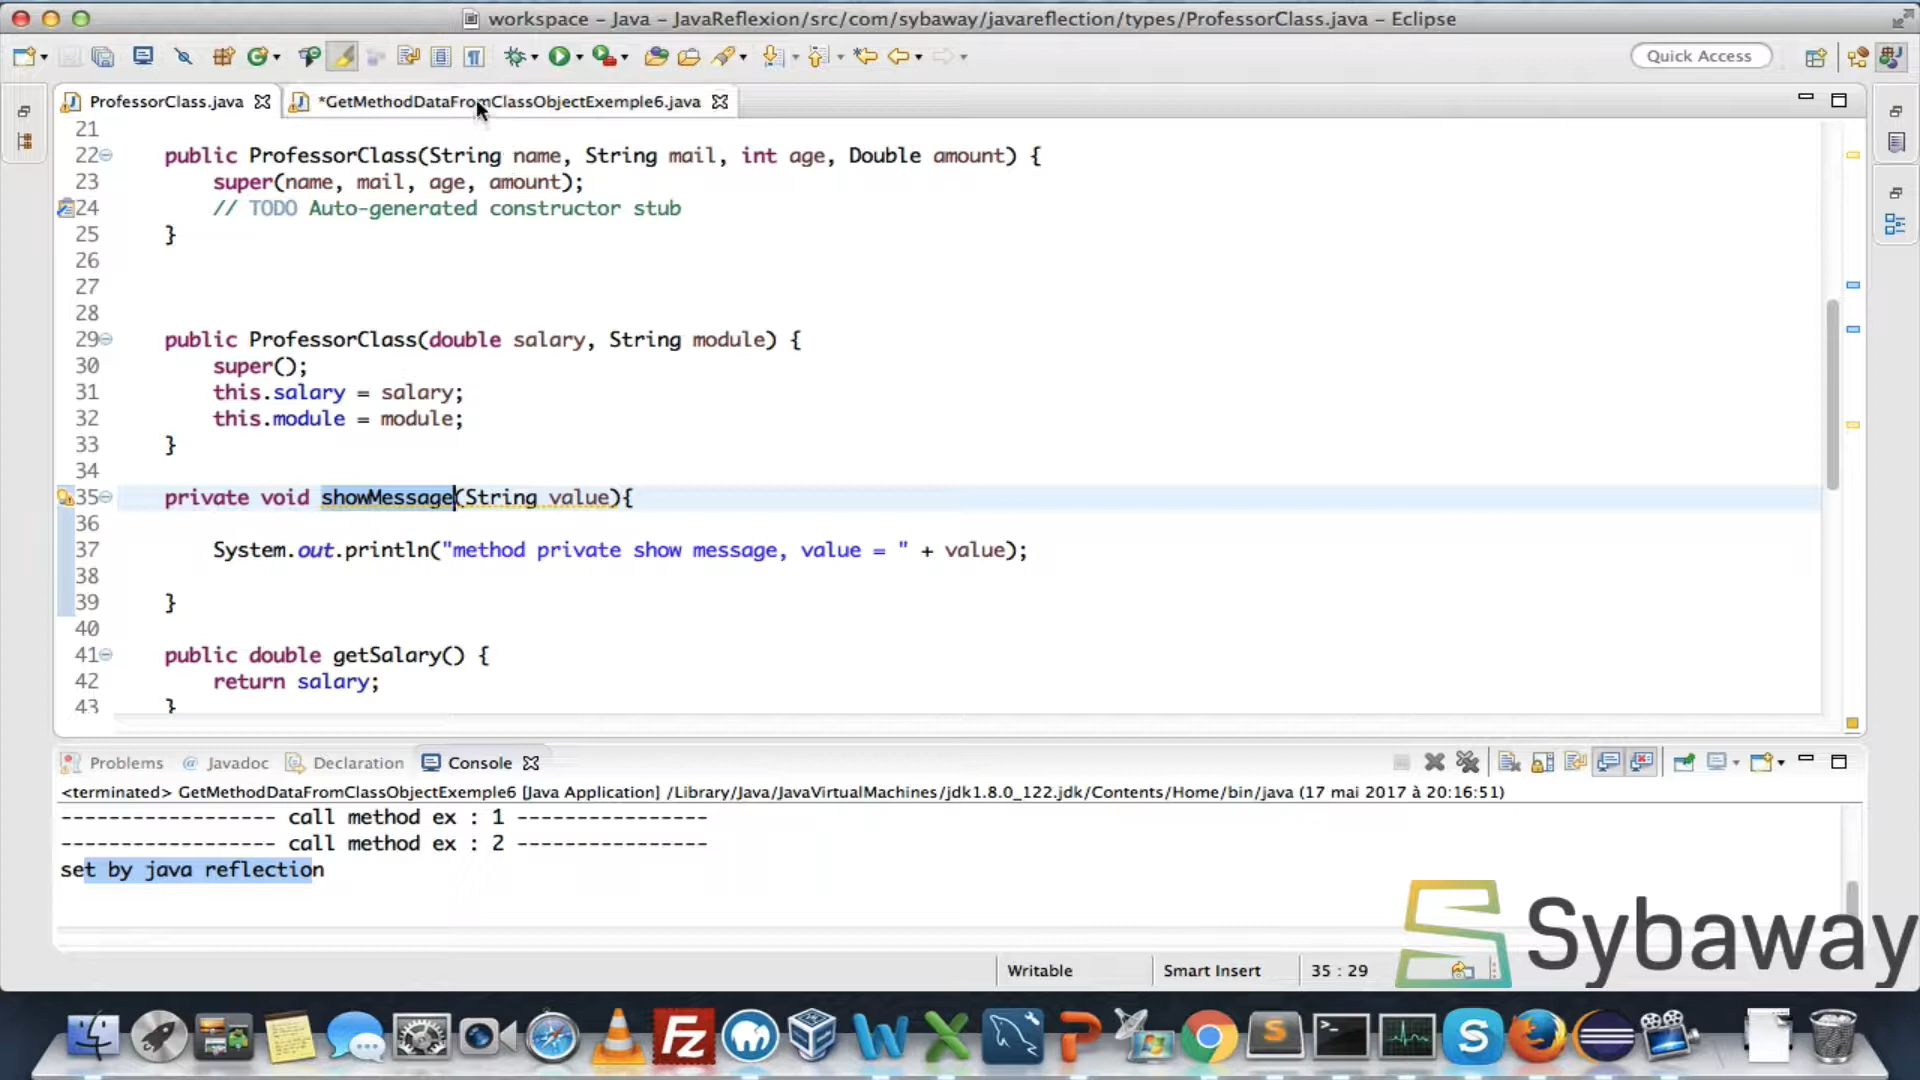 workspace – Java – JavaReflexion/src/com/sybaway/javareflection/types/ProfessorClass.java – Eclipse
Quick Access
ProfessorClass.java
*GetMethodDataFromClassObjectExemple6.java
21
22 public ProfessorClass(String name, String mail, int age, Double amount) {
23 super(name, mail, age, amount);
24 // TODO Auto-generated constructor stub
25 }
26
27
28
29 public ProfessorClass(double salary, String module) {
30 super();
31 this.salary = salary;
32 this.module = module;
33 }
34
35 private void showMessage(String value){
36
37 System.out.println("method private show message, value = " + value);
38
39 }
40
41 public double getSalary() {
42 return salary;
43 }
Problems @ Javadoc Declaration Console
<terminated> GetMethodDataFromClassObjectExemple6 [Java Application] /Library/Java/JavaVirtualMachines/jdk1.8.0_122.jdk/Contents/Home/bin/java (17 mai 2017 à 20:16:51)
------------------ call method ex : 1 ----------------
------------------ call method ex : 2 ----------------
set by java reflection
Sybaway
Writable Smart Insert 35 : 29